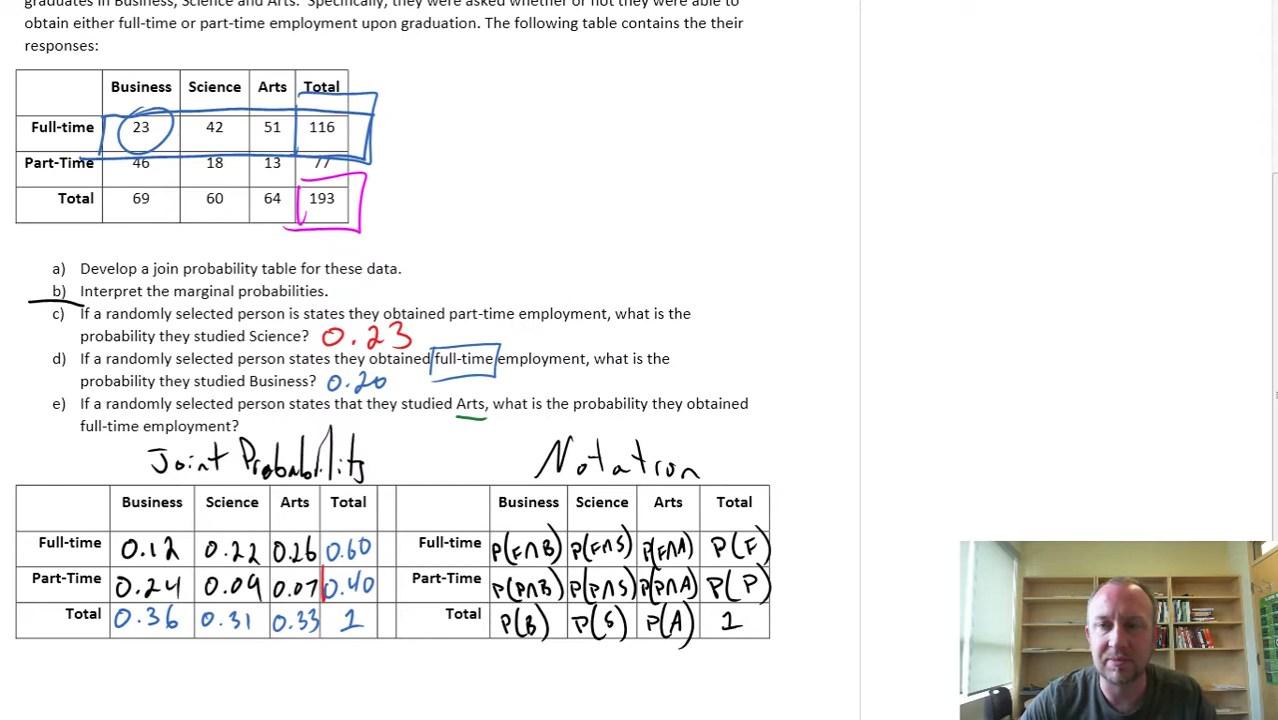 graduates in Business, Science and Arts. Specifically, they were asked whether or not they were able to
obtain either full-time or part-time employment upon graduation. The following table contains the their
responses:
Business Science Arts Total
Full-time 23 42 51 116
Part-Time 46 18 13 77
Total 69 60 64 193
a) Develop a join probability table for these data.
b) Interpret the marginal probabilities.
c) If a randomly selected person is states they obtained part-time employment, what is the
probability they studied Science? 0.23
d) If a randomly selected person states they obtained full-time employment, what is the
probability they studied Business? 0.20
e) If a randomly selected person states that they studied Arts, what is the probability they obtained
full-time employment?
Joint Probability Notation
Business Science Arts Total Business Science Arts Total
Full-time 0.12 0.22 0.26 0.60 Full-time P(F∩B) P(F∩S) P(F∩A) P(F)
Part-Time 0.24 0.09 0.07 0.40 Part-Time P(P∩B) P(P∩S) P(P∩A) P(P)
Total 0.36 0.31 0.33 1 Total P(B) P(S) P(A) 1